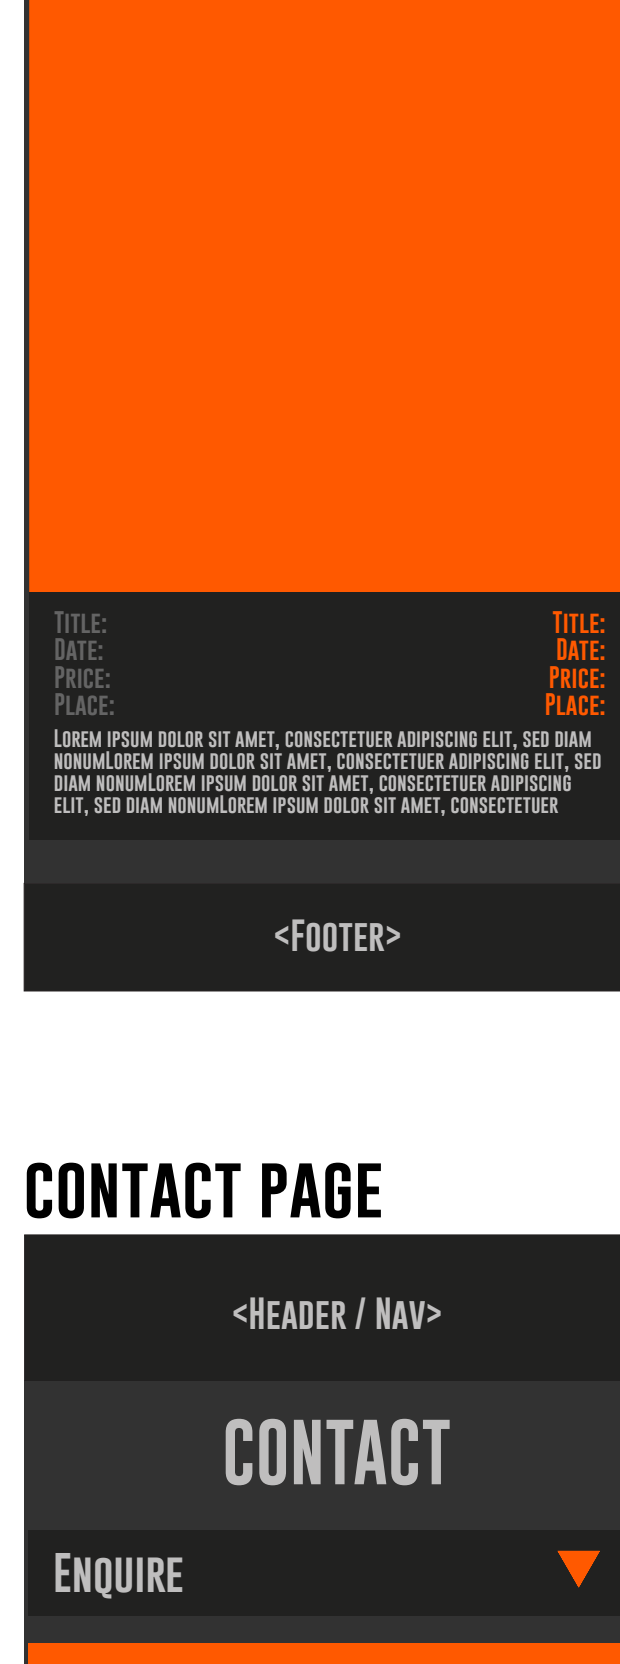 Title: Title:
Date: Date:
Price: Price:
Place: Place:
Lorem ipsum dolor sit amet, consectetuer adipiscing elit, sed diam
nonumLorem ipsum dolor sit amet, consectetuer adipiscing elit, sed
diam nonumLorem ipsum dolor sit amet, consectetuer adipiscing
elit, sed diam nonumLorem ipsum dolor sit amet, consectetuer
<Footer>
CONTACT PAGE
<Header / Nav>
CONTACT
Enquire